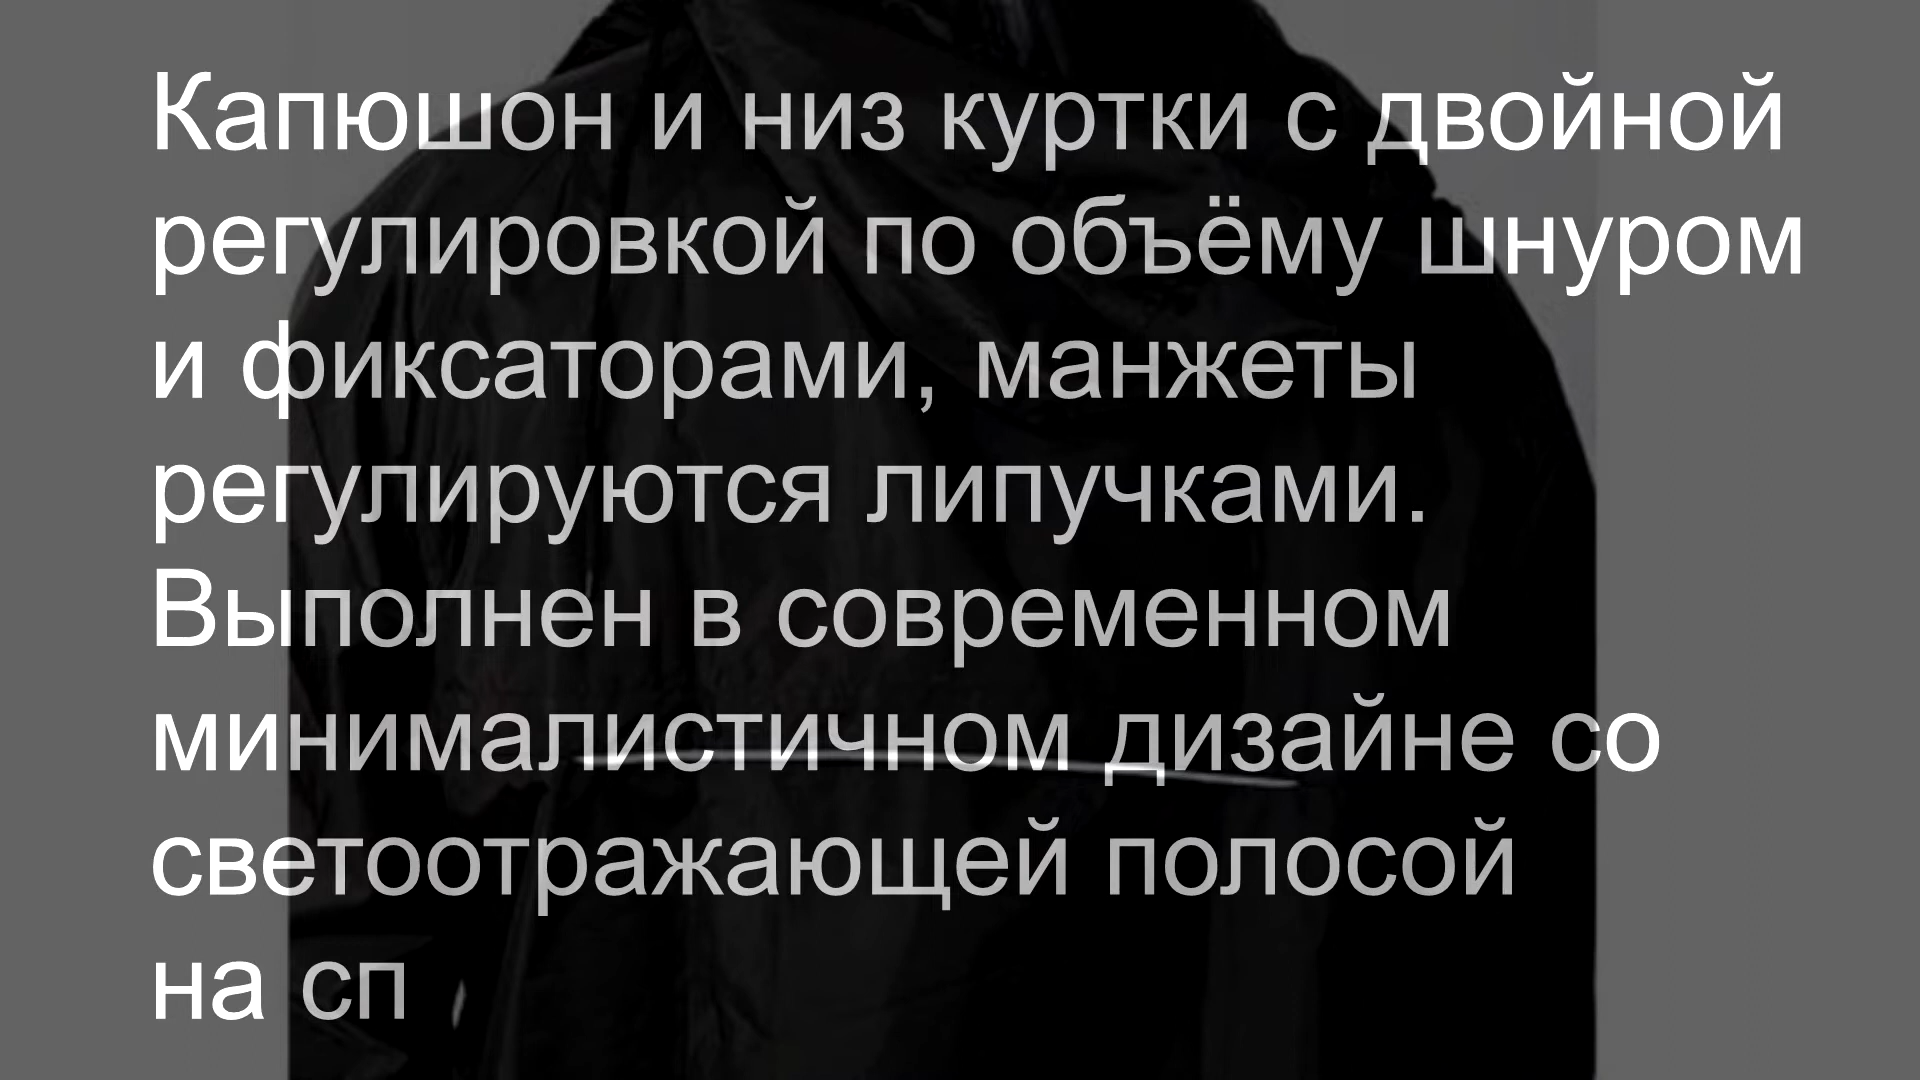 Капюшон и низ куртки с двойной
регулировкой по объёму шнуром
и фиксаторами, манжеты
регулируются липучками.
Выполнен в современном
минималистичном дизайне со
светоотражающей полосой
на сп